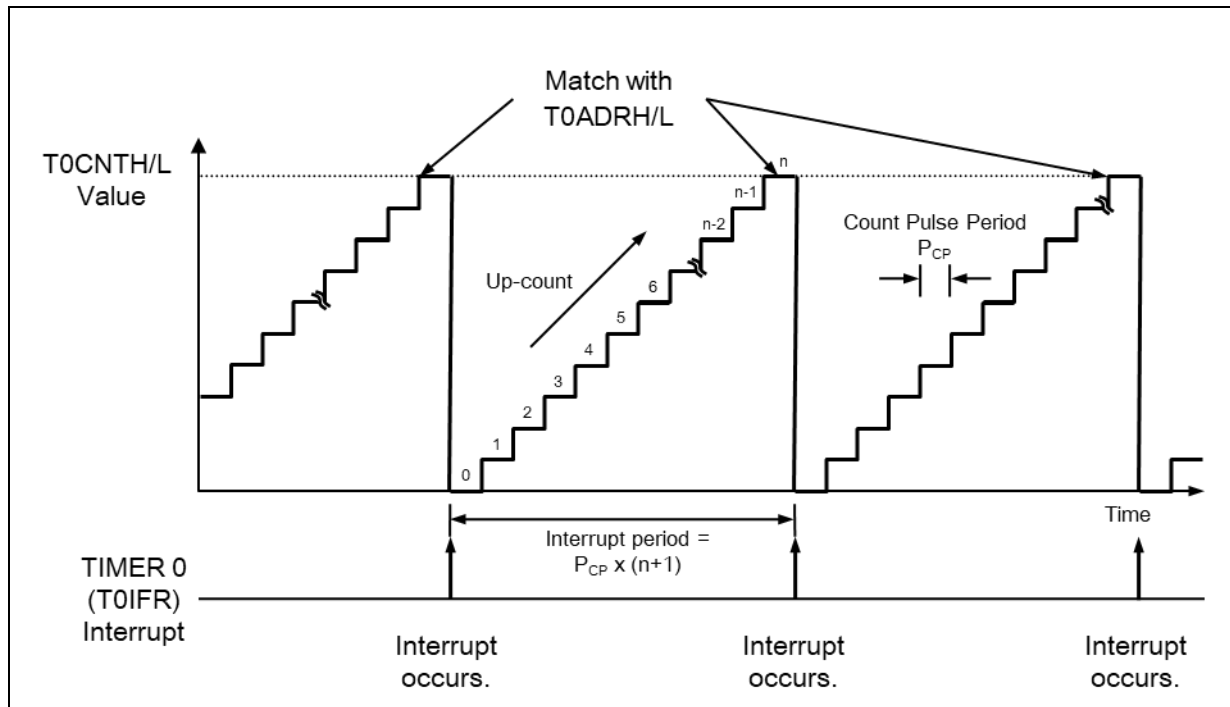 Match with
T0ADRH/L
T0CNTH/L
Value
n
n-1
n-2
6
5
4
3
2
1
0
Up-count
Count Pulse Period
PCP
Time
Interrupt period =
PCP x (n+1)
TIMER 0
(T0IFR)
Interrupt
Interrupt
occurs.
Interrupt
occurs.
Interrupt
occurs.